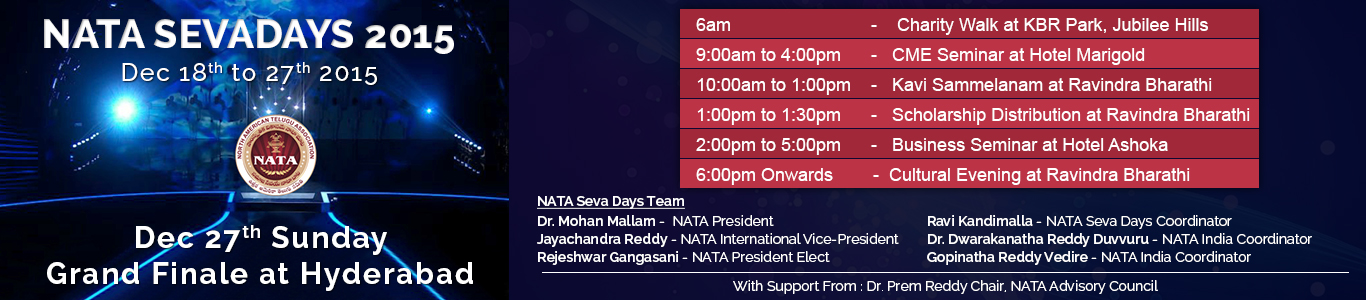 NATA SEVADAYS 2015
Dec 18th to 27th 2015
NORTH AMERICAN TELUGU ASSOCIATION
NATA
Dec 27th Sunday
Grand Finale at Hyderabad
6am - Charity Walk at KBR Park, Jubilee Hills
9:00am to 4:00pm - CME Seminar at Hotel Marigold
10:00am to 1:00pm - Kavi Sammelanam at Ravindra Bharathi
1:00pm to 1:30pm - Scholarship Distribution at Ravindra Bharathi
2:00pm to 5:00pm - Business Seminar at Hotel Ashoka
6:00pm Onwards - Cultural Evening at Ravindra Bharathi
NATA Seva Days Team
Dr. Mohan Mallam - NATA President
Jayachandra Reddy - NATA International Vice-President
Rejeshwar Gangasani - NATA President Elect
Ravi Kandimalla - NATA Seva Days Coordinator
Dr. Dwarakanatha Reddy Duvvuru - NATA India Coordinator
Gopinatha Reddy Vedire - NATA India Coordinator
With Support From : Dr. Prem Reddy Chair, NATA Advisory Council